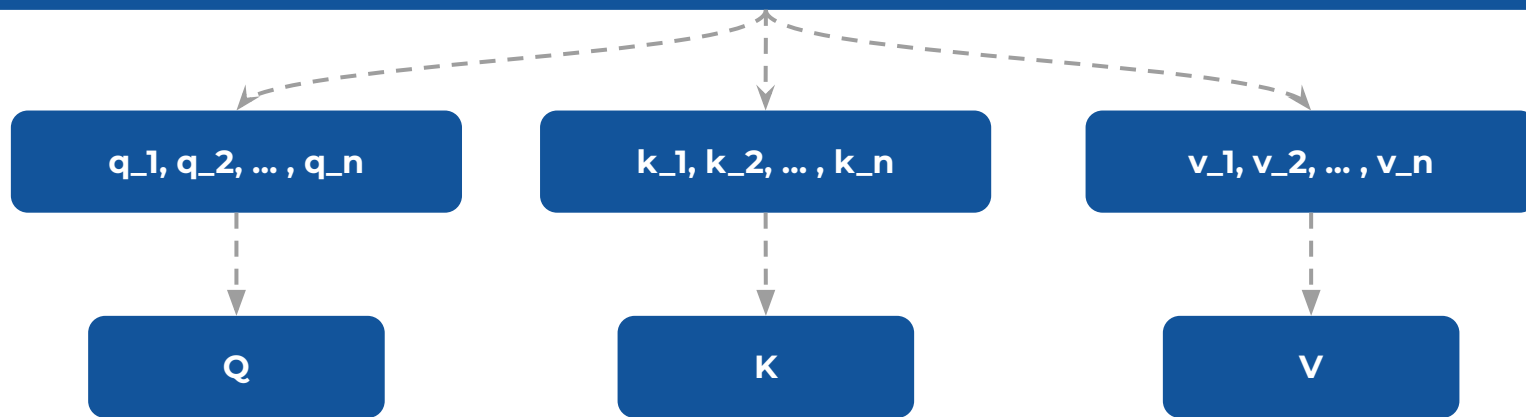 q_1, q_2, ... , q_n
k_1, k_2, ... , k_n
v_1, v_2, ... , v_n
Q
K
V